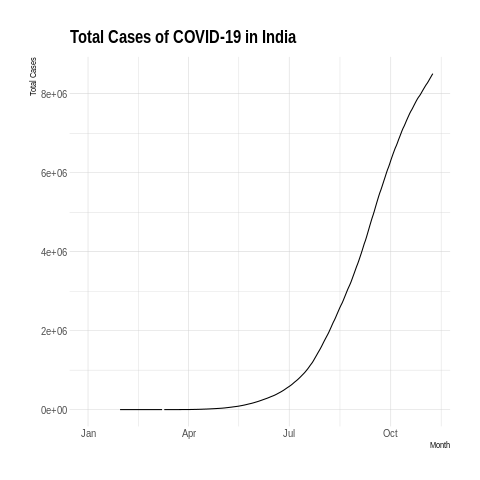 Total Cases of COVID-19 in India
Total Cases
8e+06
6e+06
4e+06
2e+06
0e+00
Jan Apr Jul Oct
Month